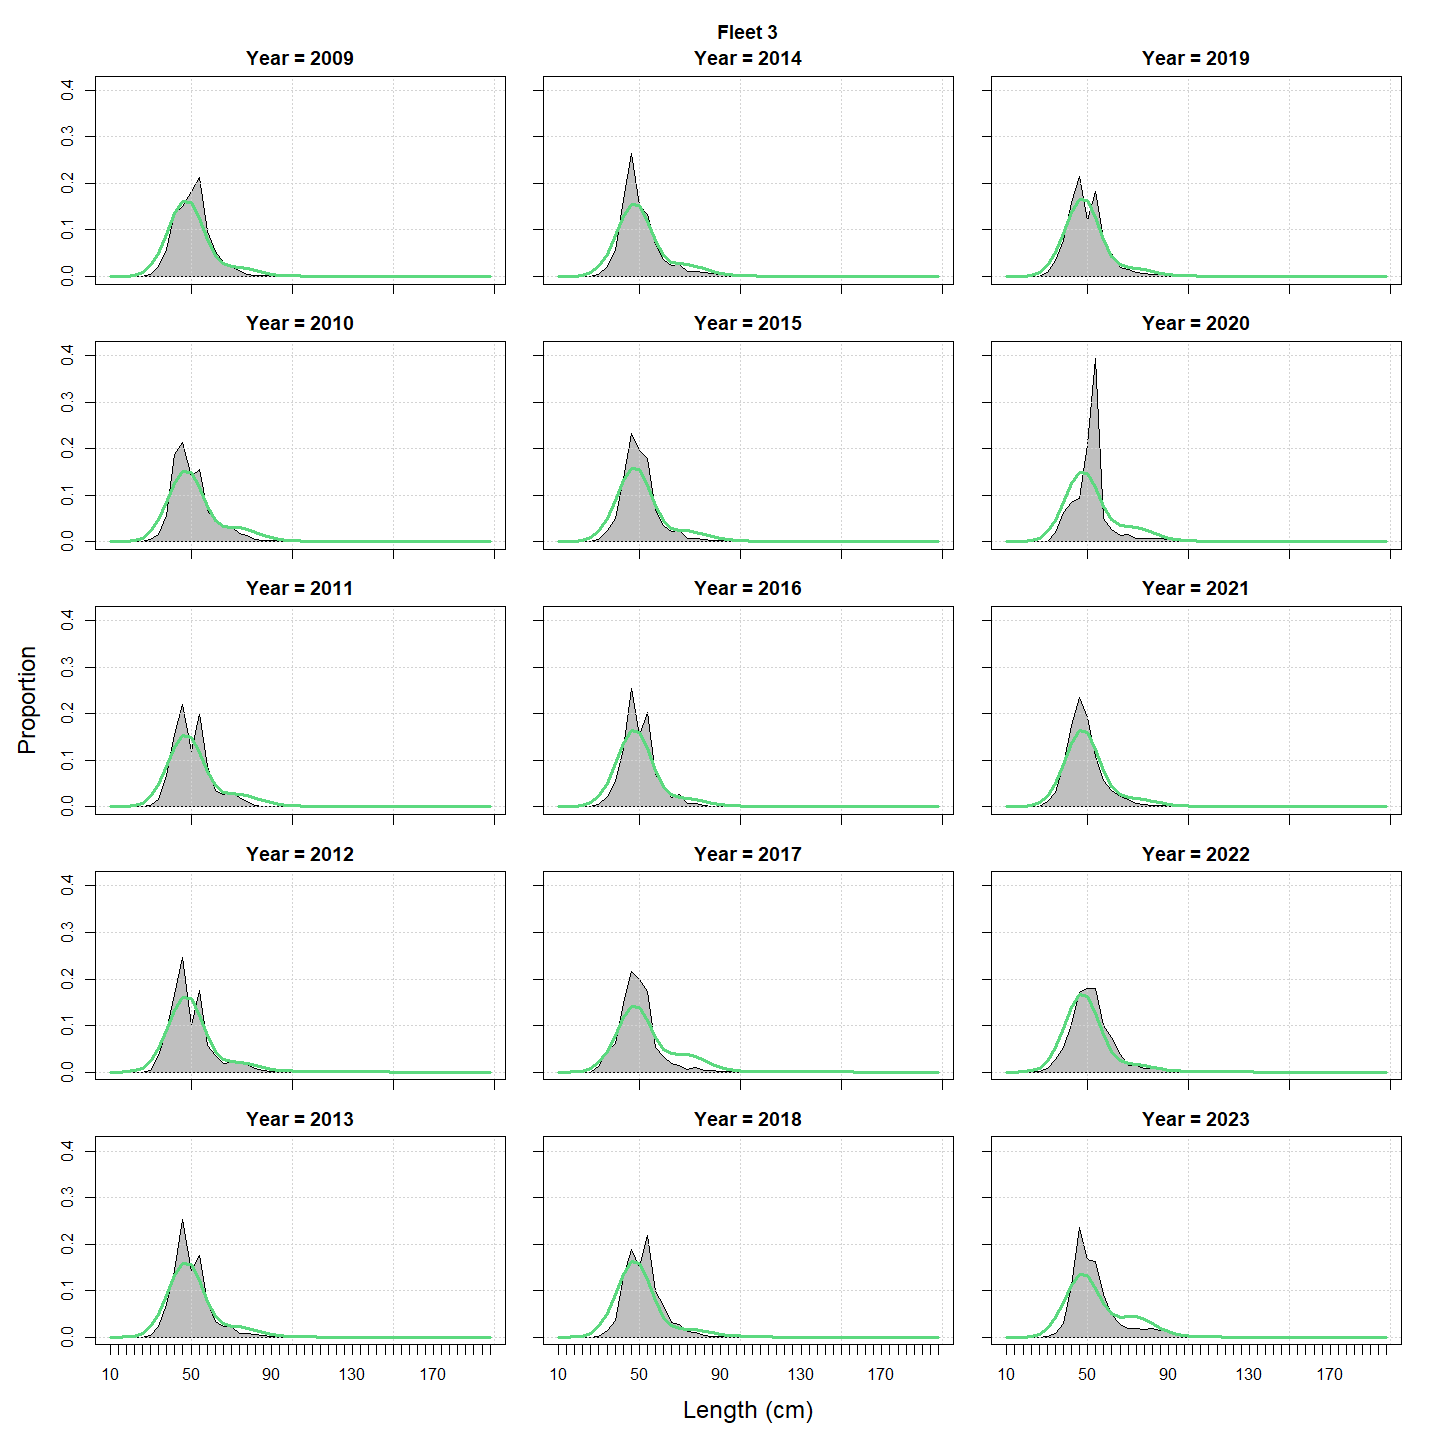 Fleet 3
Year = 2009
Year = 2014
Year = 2019
0.4
0.3
0.2
0.1
0.0
Year = 2010
Year = 2015
Year = 2020
0.4
0.3
0.2
0.1
0.0
Year = 2011
Year = 2016
Year = 2021
0.4
0.3
0.2
0.1
0.0
Proportion
Year = 2012
Year = 2017
Year = 2022
0.4
0.3
0.2
0.1
0.0
Year = 2013
Year = 2018
Year = 2023
0.4
0.3
0.2
0.1
0.0
10 50 90 130 170
10 50 90 130 170
10 50 90 130 170
Length (cm)